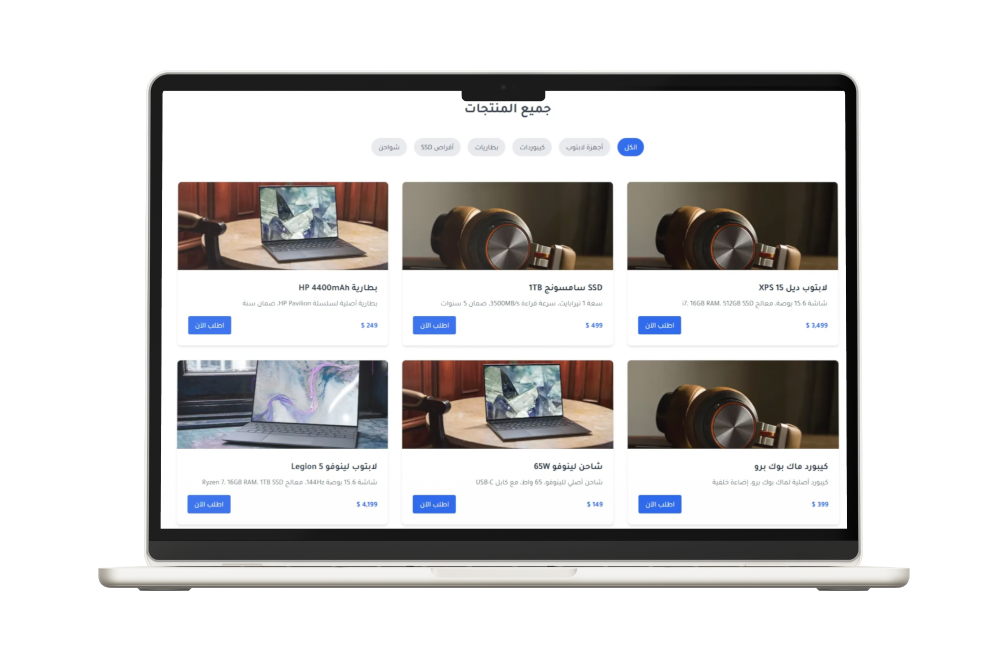 جميع المنتجات
الكل
أجهزة لابتوب
كيبوردات
بطاريات
أقراص SSD
شواحن
لابتوب ديل XPS 15
شاشة 15.6 بوصة، معالج i7، 16GB RAM، 512GB SSD
$ 3,499
اطلب الآن
SSD سامسونج 1TB
سعة 1 تيرابايت، سرعة قراءة 3500MB/s، ضمان 5 سنوات
$ 499
اطلب الآن
بطارية HP 4400mAh
بطارية أصلية لسلسلة HP Pavilion، ضمان سنة
$ 249
اطلب الآن
كيبورد ماك بوك برو
كيبورد أصلية لماك بوك برو، إضاءة خلفية
$ 399
اطلب الآن
شاحن لينوفو 65W
شاحن أصلي للينوفو، 65 واط، مع كابل USB-C
$ 149
اطلب الآن
لابتوب لينوفو Legion 5
شاشة 15.6 بوصة 144Hz، معالج Ryzen 7، 16GB RAM، 1TB SSD
$ 4,199
اطلب الآن